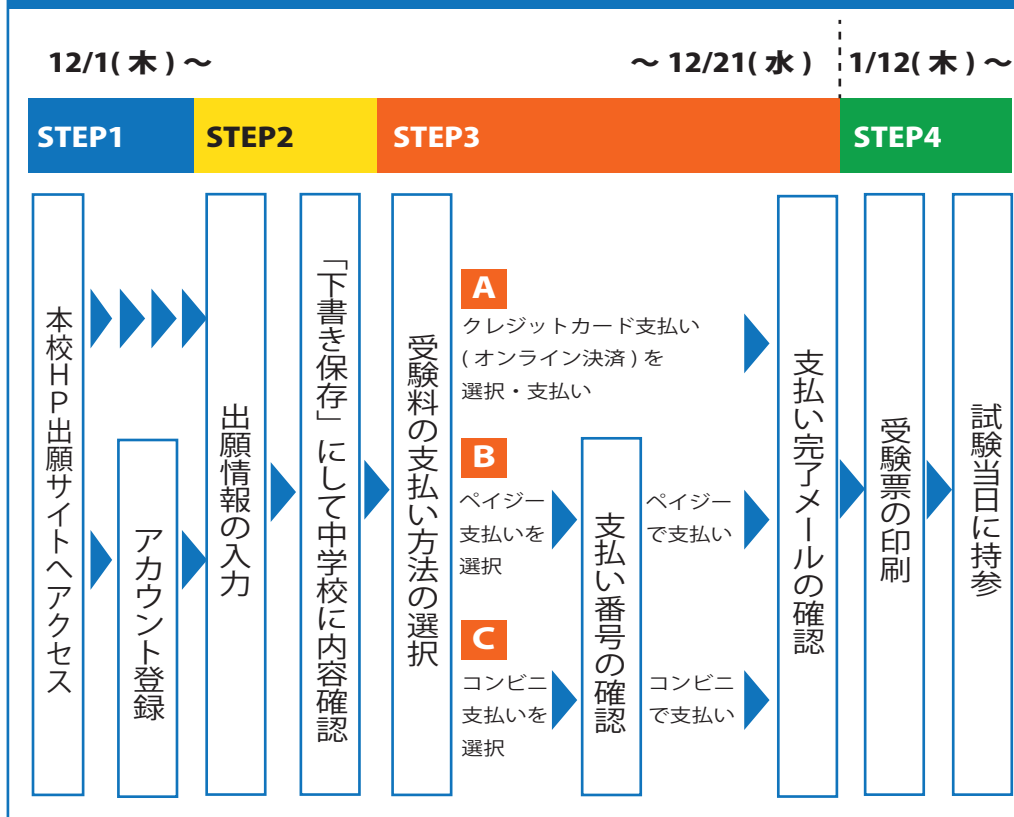 12/1(木)～
～12/21(水)
1/12(木)～
STEP1
STEP2
STEP3
STEP4
本校HP出願サイトへアクセス
アカウント登録
出願情報の入力
「下書き保存」にして中学校に内容確認
受験料の支払い方法の選択
A
クレジットカード支払い
(オンライン決済)を
選択・支払い
B
ペイジー
支払いを
選択
C
コンビニ
支払いを
選択
支払い番号の確認
ペイジー
で支払い
コンビニ
で支払い
支払い完了メールの確認
受験票の印刷
試験当日に持参